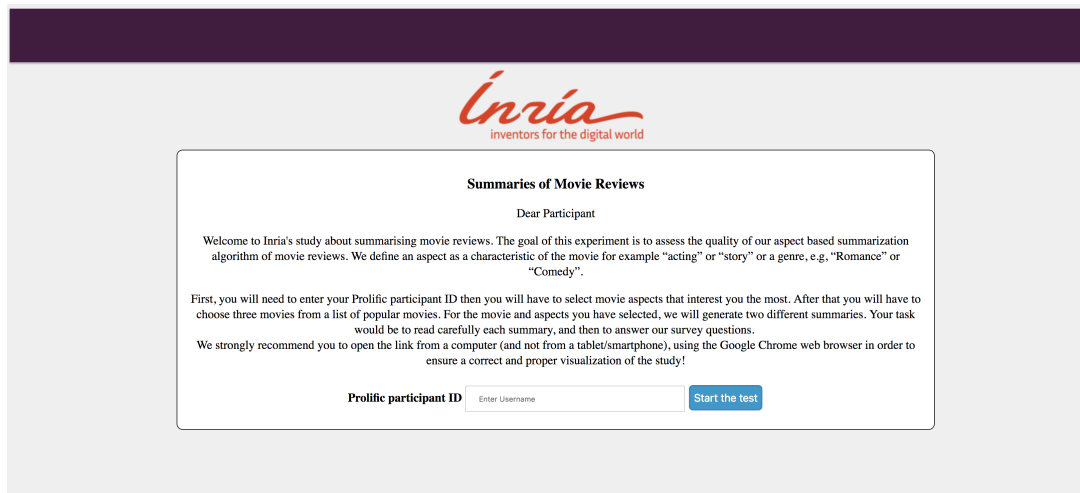 Inría
inventors for the digital world
Summaries of Movie Reviews
Dear Participant
Welcome to Inria's study about summarising movie reviews. The goal of this experiment is to assess the quality of our aspect based summarization
algorithm of movie reviews. We define an aspect as a characteristic of the movie for example “acting” or “story” or a genre, e.g, “Romance” or
“Comedy”.
First, you will need to enter your Prolific participant ID then you will have to select movie aspects that interest you the most. After that you will have to
choose three movies from a list of popular movies. For the movie and aspects you have selected, we will generate two different summaries. Your task
would be to read carefully each summary, and then to answer our survey questions.
We strongly recommend you to open the link from a computer (and not from a tablet/smartphone), using the Google Chrome web browser in order to
ensure a correct and proper visualization of the study!
Prolific participant ID Enter Username Start the test